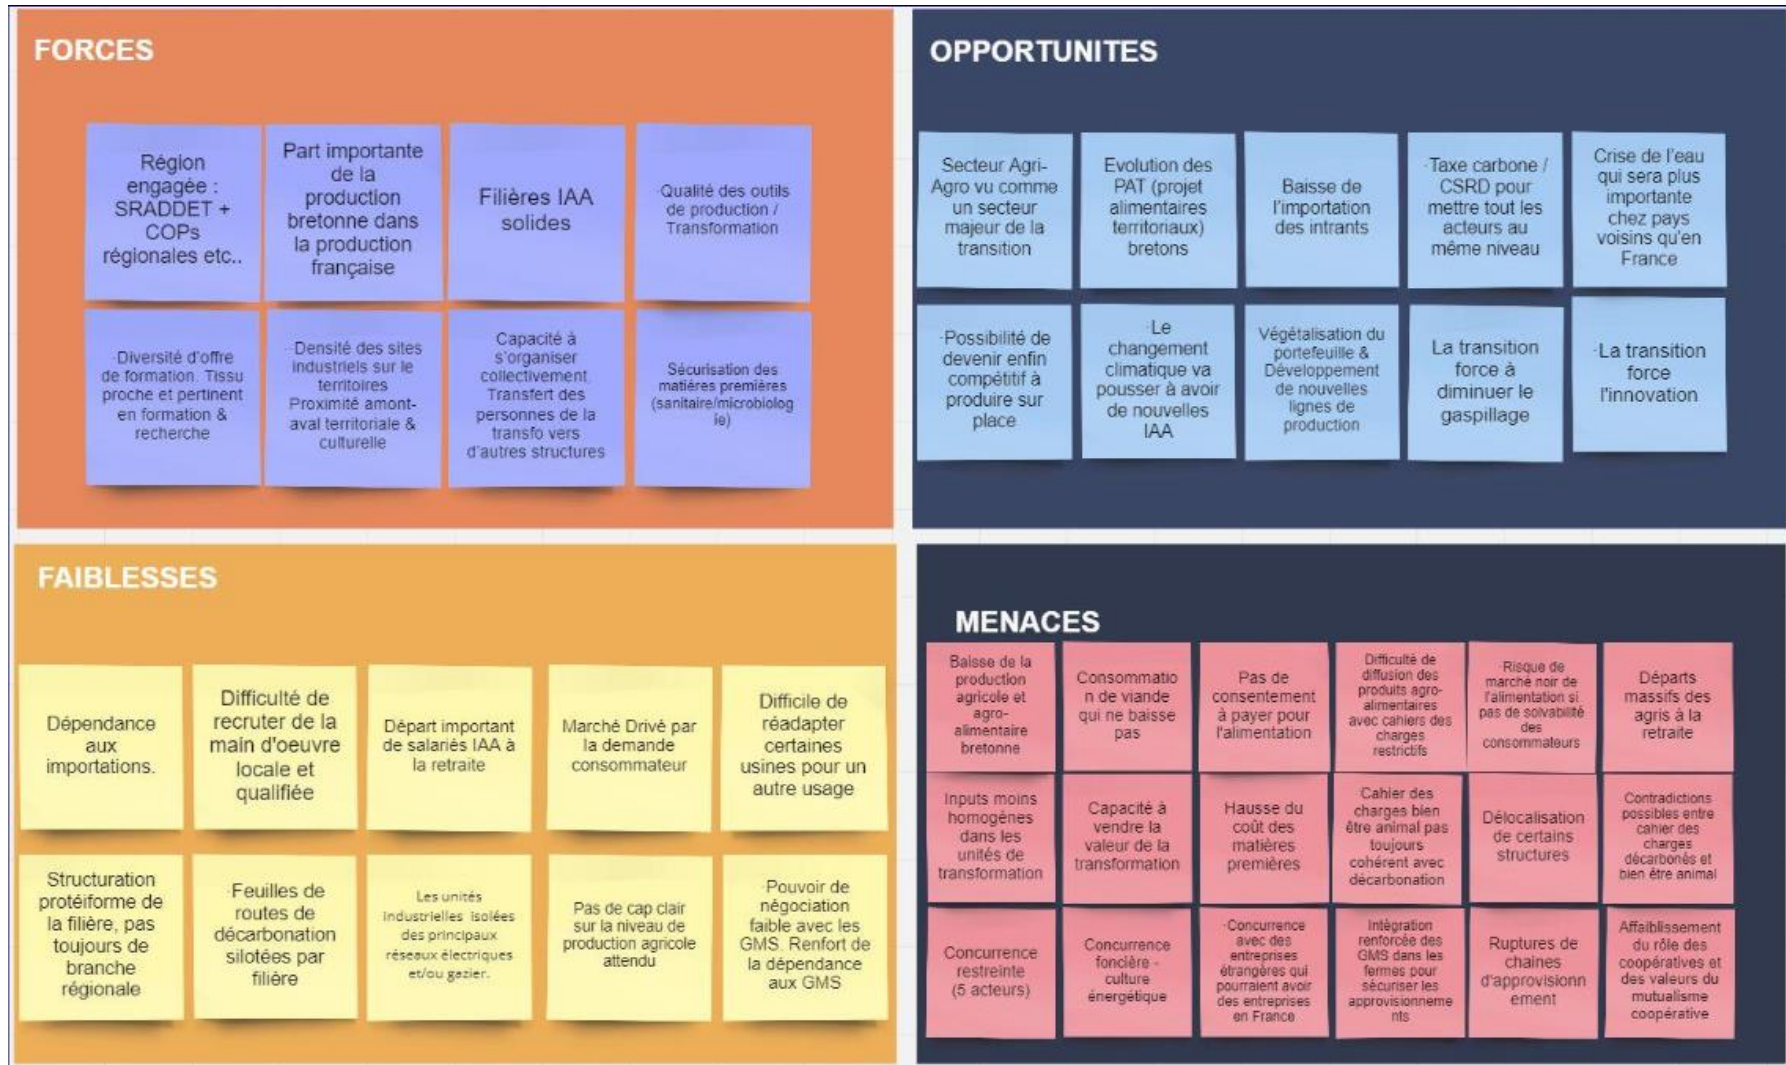 FORCES
Région
engagée :
SRADDET +
COPs
régionales etc..
Part importante
de la
production
bretonne dans
la production
française
Filières IAA
solides
·Qualité des outils
de production /
Transformation
·Diversité d'offre
de formation. Tissu
proche et pertinent
en formation &
recherche
·Densité des sites
industriels sur le
territoires
Proximité amont-
aval territoriale &
culturelle
Capacité à
s'organiser
collectivement.
Transfert des
personnes de la
transfo vers
d'autres structures
Sécurisation des
matières premières
(sanitaire/microbiolog
ie)
OPPORTUNITES
Secteur Agri-
Agro vu comme
un secteur
majeur de la
transition
Evolution des
PAT (projet
alimentaires
territoriaux)
bretons
Baisse de
l'importation
des intrants
·Taxe carbone /
CSRD pour
mettre tout les
acteurs au
même niveau
Crise de l'eau
qui sera plus
importante
chez pays
voisins qu'en
France
·Possibilité de
devenir enfin
compétitif à
produire sur
place
·Le
changement
climatique va
pousser à avoir
de nouvelles
IAA
Végétalisation du
portefeuille &
Développement
de nouvelles
lignes de
production
La transition
force à
diminuer le
gaspillage
·La transition
force
l'innovation
FAIBLESSES
Dépendance
aux
importations.
Difficulté de
recruter de la
main d'oeuvre
locale et
qualifiée
Départ important
de salariés IAA à
la retraite
Marché Drivé par
la demande
consommateur
Difficile de
réadapter
certaines
usines pour un
autre usage
Structuration
protéiforme de
la filière, pas
toujours de
branche
régionale
·Feuilles de
routes de
décarbonation
silotées par
filière
Les unités
industrielles isolées
des principaux
réseaux électriques
et/ou gazier.
Pas de cap clair
sur la niveau de
production agricole
attendu
·Pouvoir de
négociation
faible avec les
GMS. Renfort de
la dépendance
aux GMS
MENACES
Baisse de la
production
agricole et
agro-
alimentaire
bretonne
Consommatio
n de viande
qui ne baisse
pas
Pas de
consentement
à payer pour
l'alimentation
Difficulté de
diffusion des
produits agro-
alimentaires
avec cahiers des
charges
restrictifs
·Risque de
marché noir de
l'alimentation si
pas de solvabilité
des
consommateurs
Départs
massifs des
agris à la
retraite
Inputs moins
homogènes
dans les
unités de
transformation
Capacité à
vendre la
valeur de la
transformation
Hausse du
coût des
matières
premières
Cahier des
charges bien
être animal pas
toujours
cohérent avec
décarbonation
Délocalisation
de certains
structures
Contradictions
possibles entre
cahier des
charges
décarbonés et
bien être animal
Concurrence
restreinte
(5 acteurs)
Concurrence
foncière -
culture
énergétique
·Concurrence
avec des
entreprises
étrangères qui
pourraient avoir
des entreprises
en France
Intègration
renforcée des
GMS dans les
fermes pour
sécuriser les
approvisionneme
nts
Ruptures de
chaines
d'approvisionn
ement
Affaiblissement
du rôle des
coopératives et
des valeurs du
mutualisme
coopérative